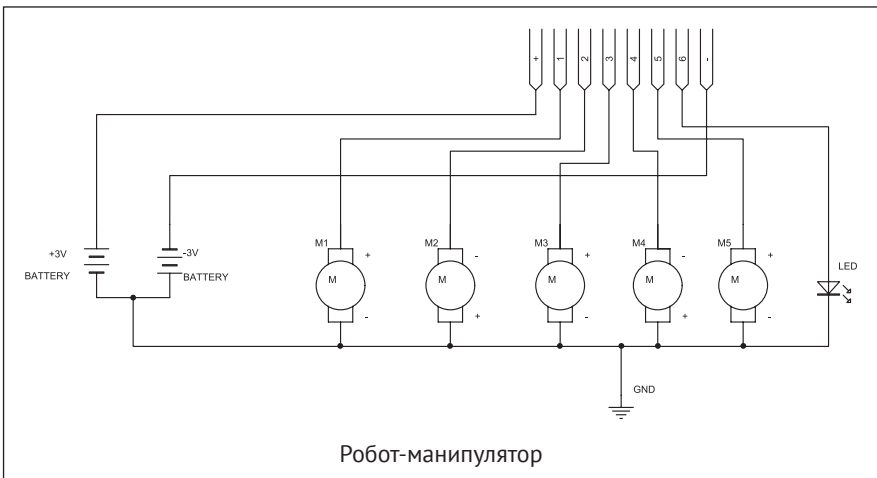 + 1 2 3 4 5 6 -
M1 + M2 - M3 + M4 - M5 +
+3V -3V LED
BATTERY BATTERY
M M M M M
- + - + -
GND
Робот-манипулятор